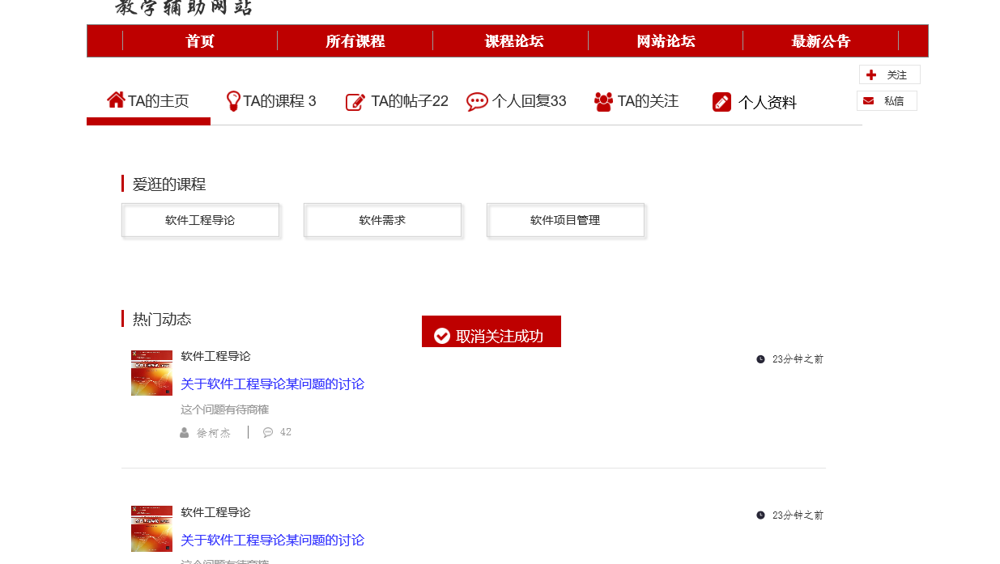 教学辅助网站
首页 所有课程 课程论坛 网站论坛 最新公告
关注
TA的主页 TA的课程 3 TA的帖子22 个人回复33 TA的关注 个人资料
私信
爱逛的课程
软件工程导论 软件需求 软件项目管理
热门动态
取消关注成功
软件工程导论 23分钟之前
关于软件工程导论某问题的讨论
这个问题有待商榷
徐柯杰 42
软件工程导论 23分钟之前
关于软件工程导论某问题的讨论
这个问题有待商榷